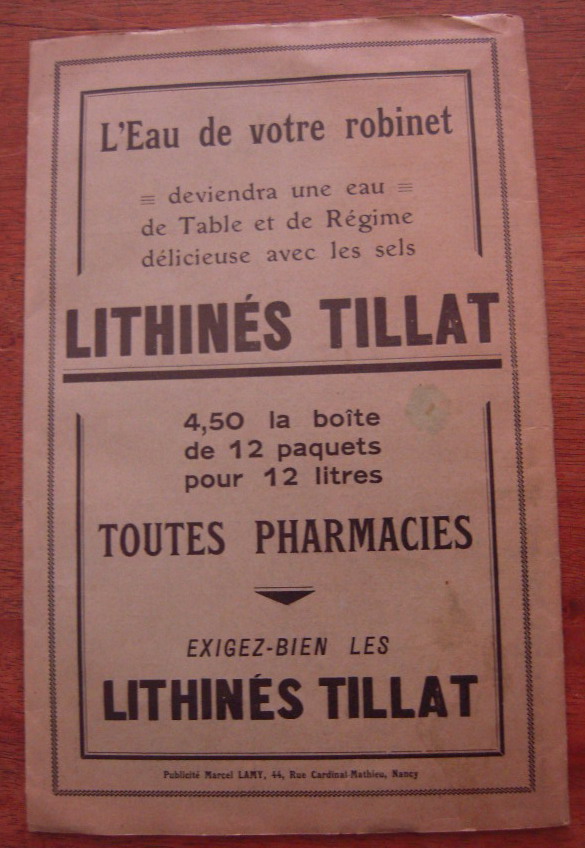 L'Eau de votre robinet
deviendra une eau
de Table et de Régime
délicieuse avec les sels
LITHINÉS TILLAT
4,50 la boîte
de 12 paquets
pour 12 litres
TOUTES PHARMACIES
EXIGEZ-BIEN LES
LITHINÉS TILLAT
Publicité Marcel LAMY, 44, Rue Cardinal-Mathieu, Nancy